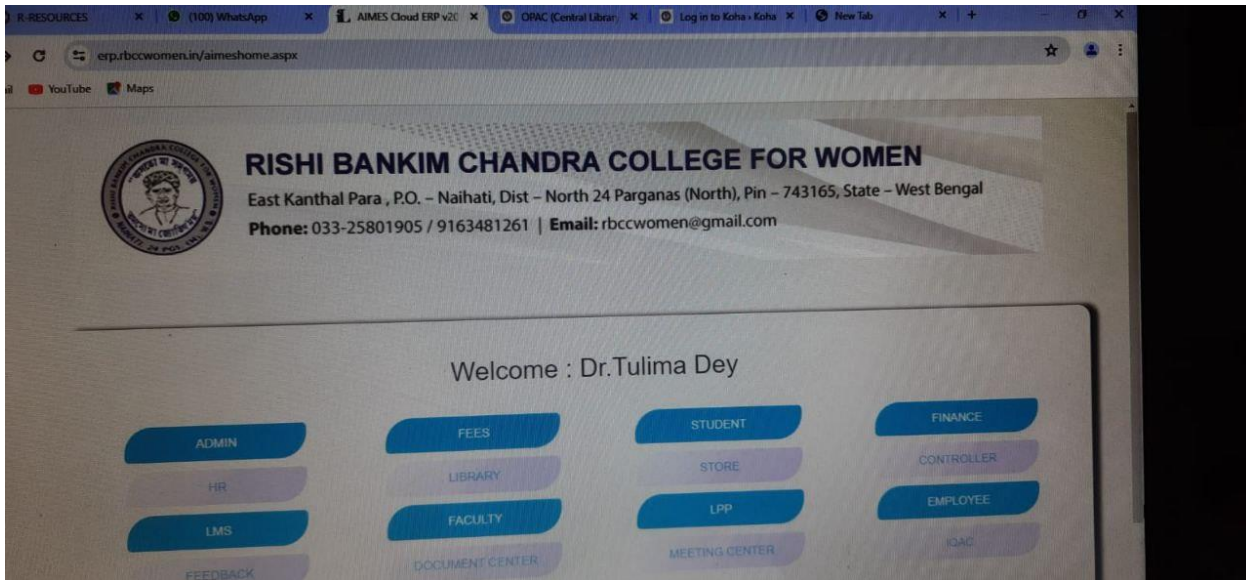 R-RESOURCES
(100) WhatsApp
AIMES Cloud ERP v20
OPAC (Central Librar
Log in to Koha › Koha
New Tab
erp.rbccwomen.in/aimeshome.aspx
YouTube
Maps
RISHI BANKIM CHANDRA COLLEGE FOR WOMEN
East Kanthal Para , P.O. – Naihati, Dist – North 24 Parganas (North), Pin – 743165, State – West Bengal
Phone: 033-25801905 / 9163481261 | Email: rbccwomen@gmail.com
Welcome : Dr.Tulima Dey
ADMIN FEES STUDENT FINANCE
HR LIBRARY STORE CONTROLLER
LMS FACULTY LPP EMPLOYEE
FEEDBACK DOCUMENT CENTER MEETING CENTER IQAC